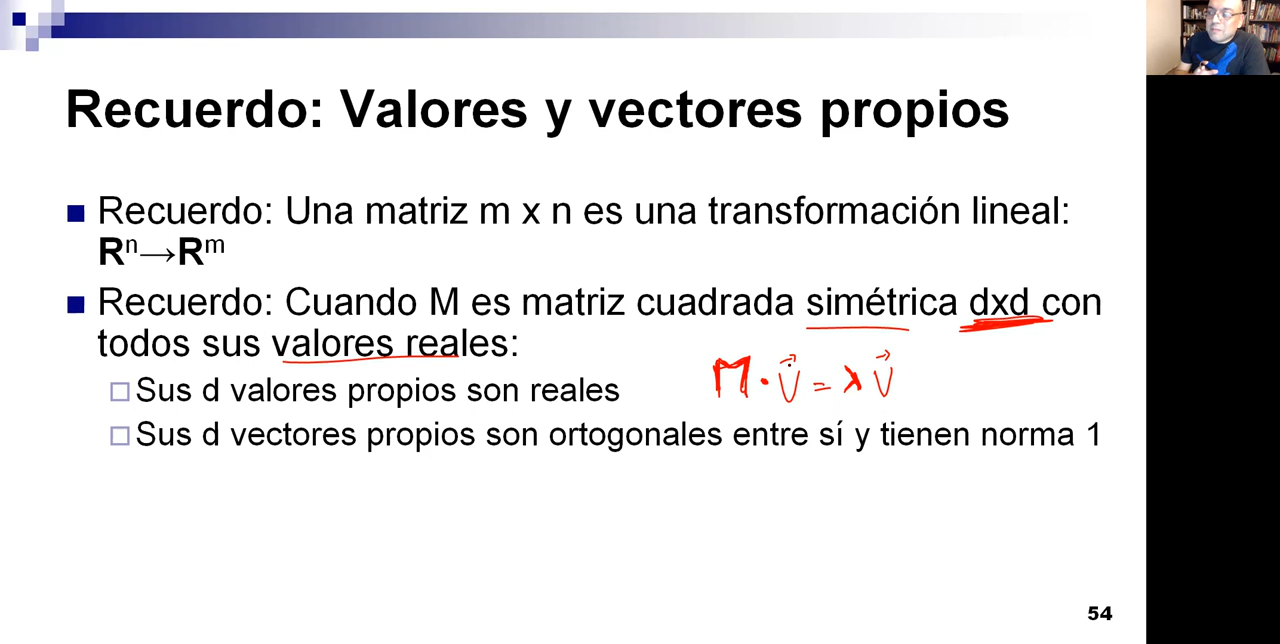 Recuerdo: Valores y vectores propios
Recuerdo: Una matriz m x n es una transformación lineal:
Rⁿ→Rᵐ
Recuerdo: Cuando M es matriz cuadrada simétrica dxd con
todos sus valores reales:
M · v⃗ = λ v⃗
Sus d valores propios son reales
Sus d vectores propios son ortogonales entre sí y tienen norma 1
54